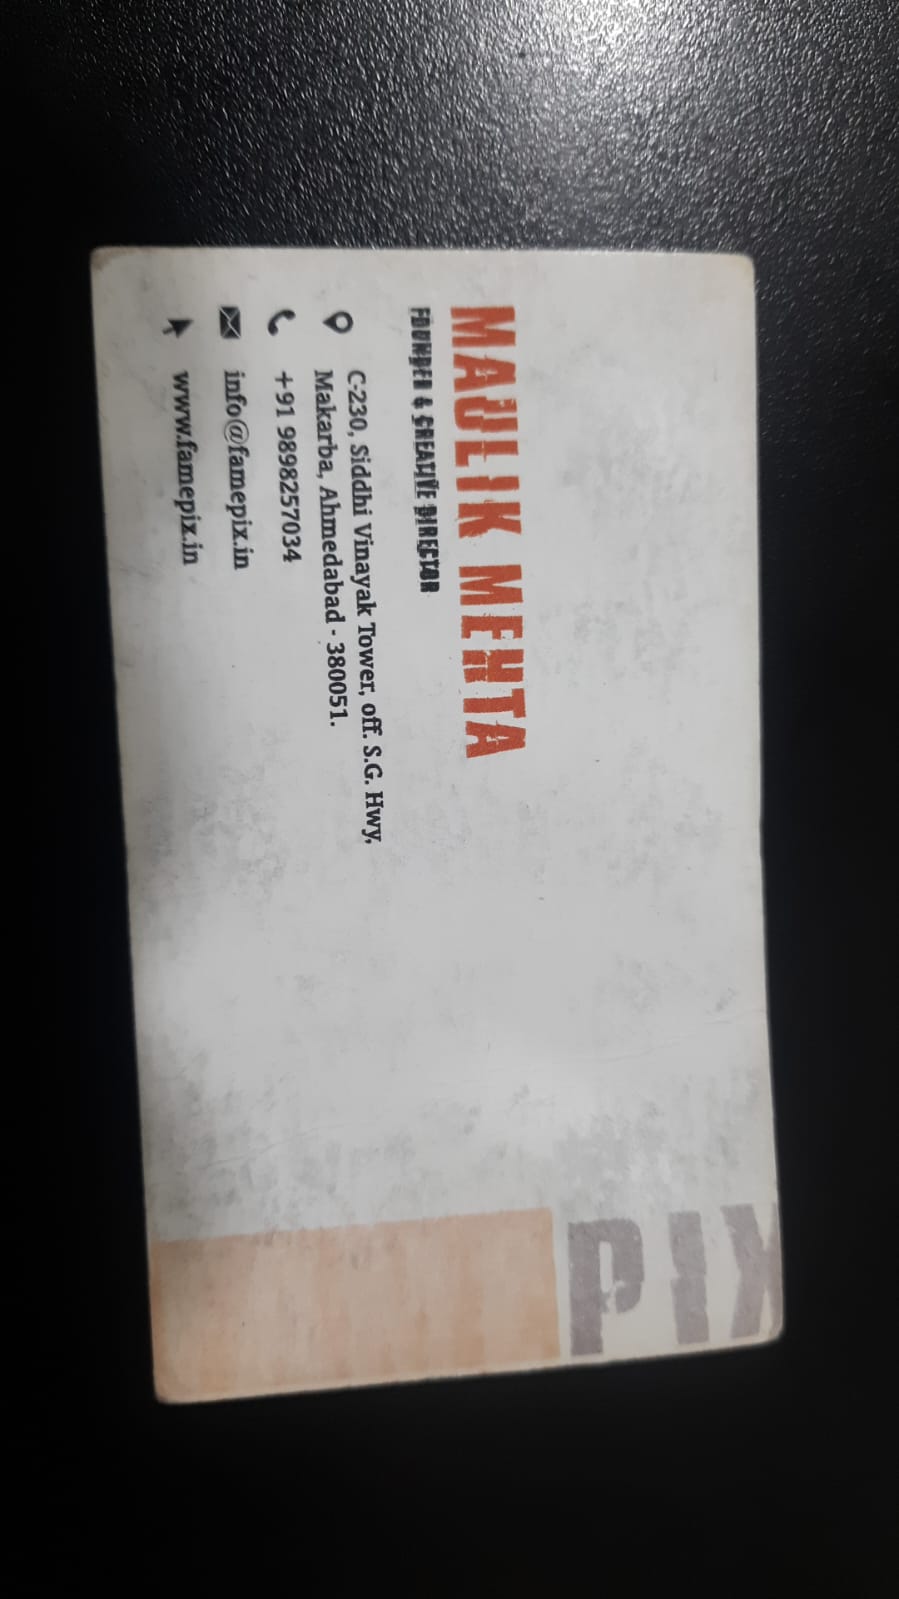 MAULIK MEHTA
FOUNDER & CREATIVE DIRECTOR
C-230, Siddhi Vinayak Tower, off. S.G. Hwy,
Makarba, Ahmedabad - 380051.
+91 9898257034
info@famepix.in
www.famepix.in
PIX